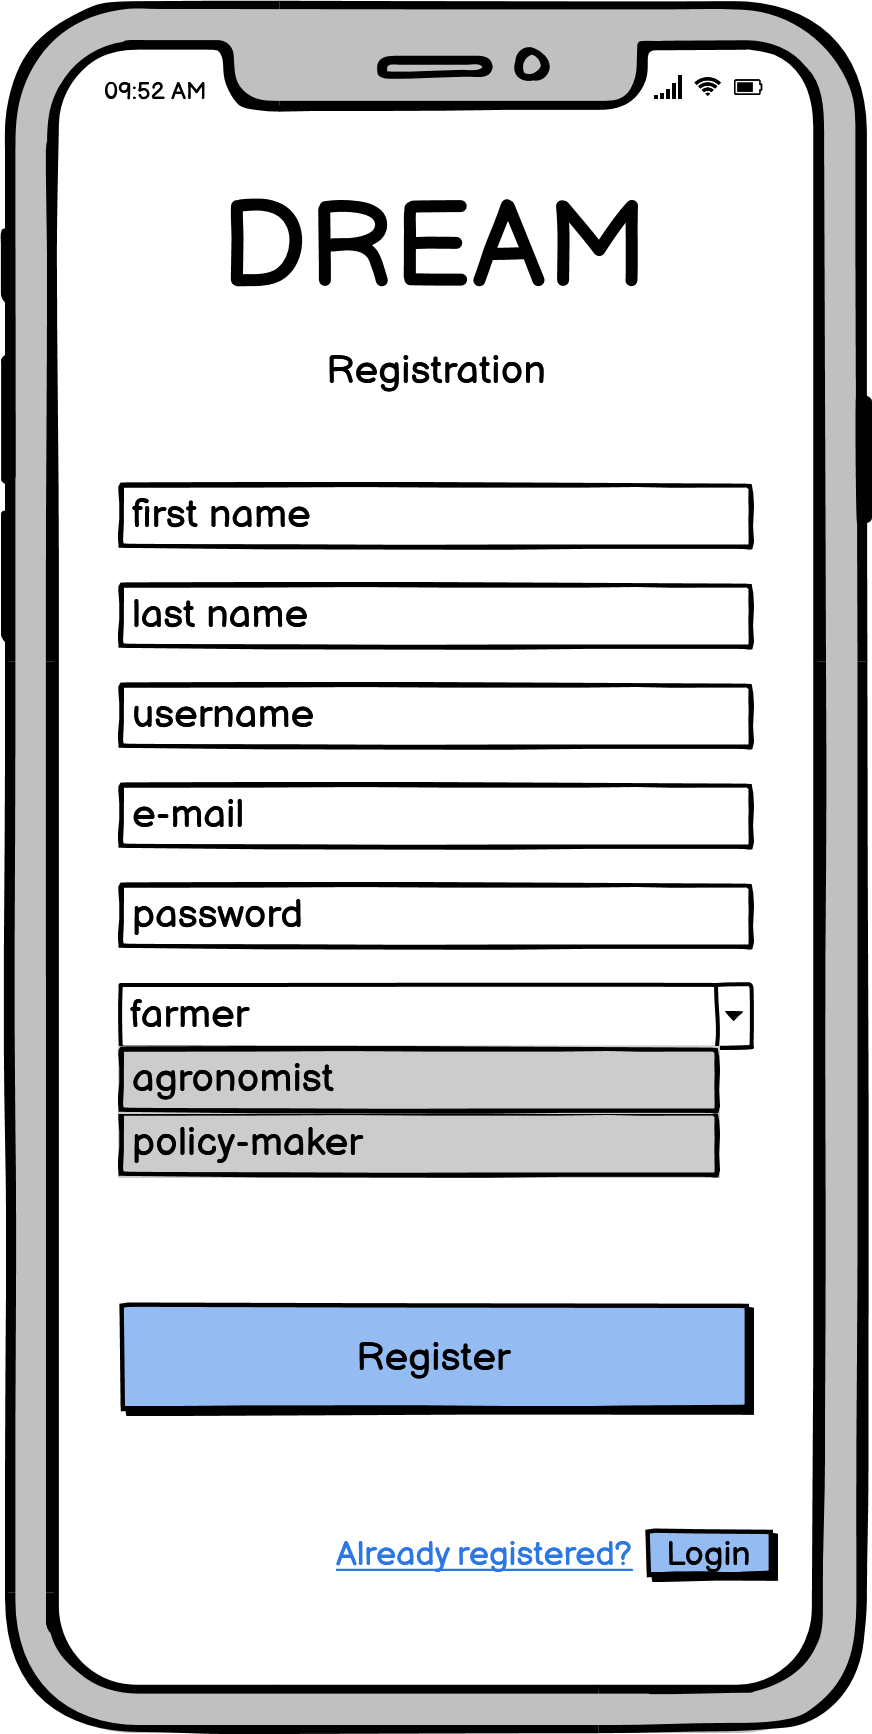 09:52 AM
DREAM
Registration
first name
last name
username
e-mail
password
farmer
agronomist
policy-maker
Register
Already registered? Login